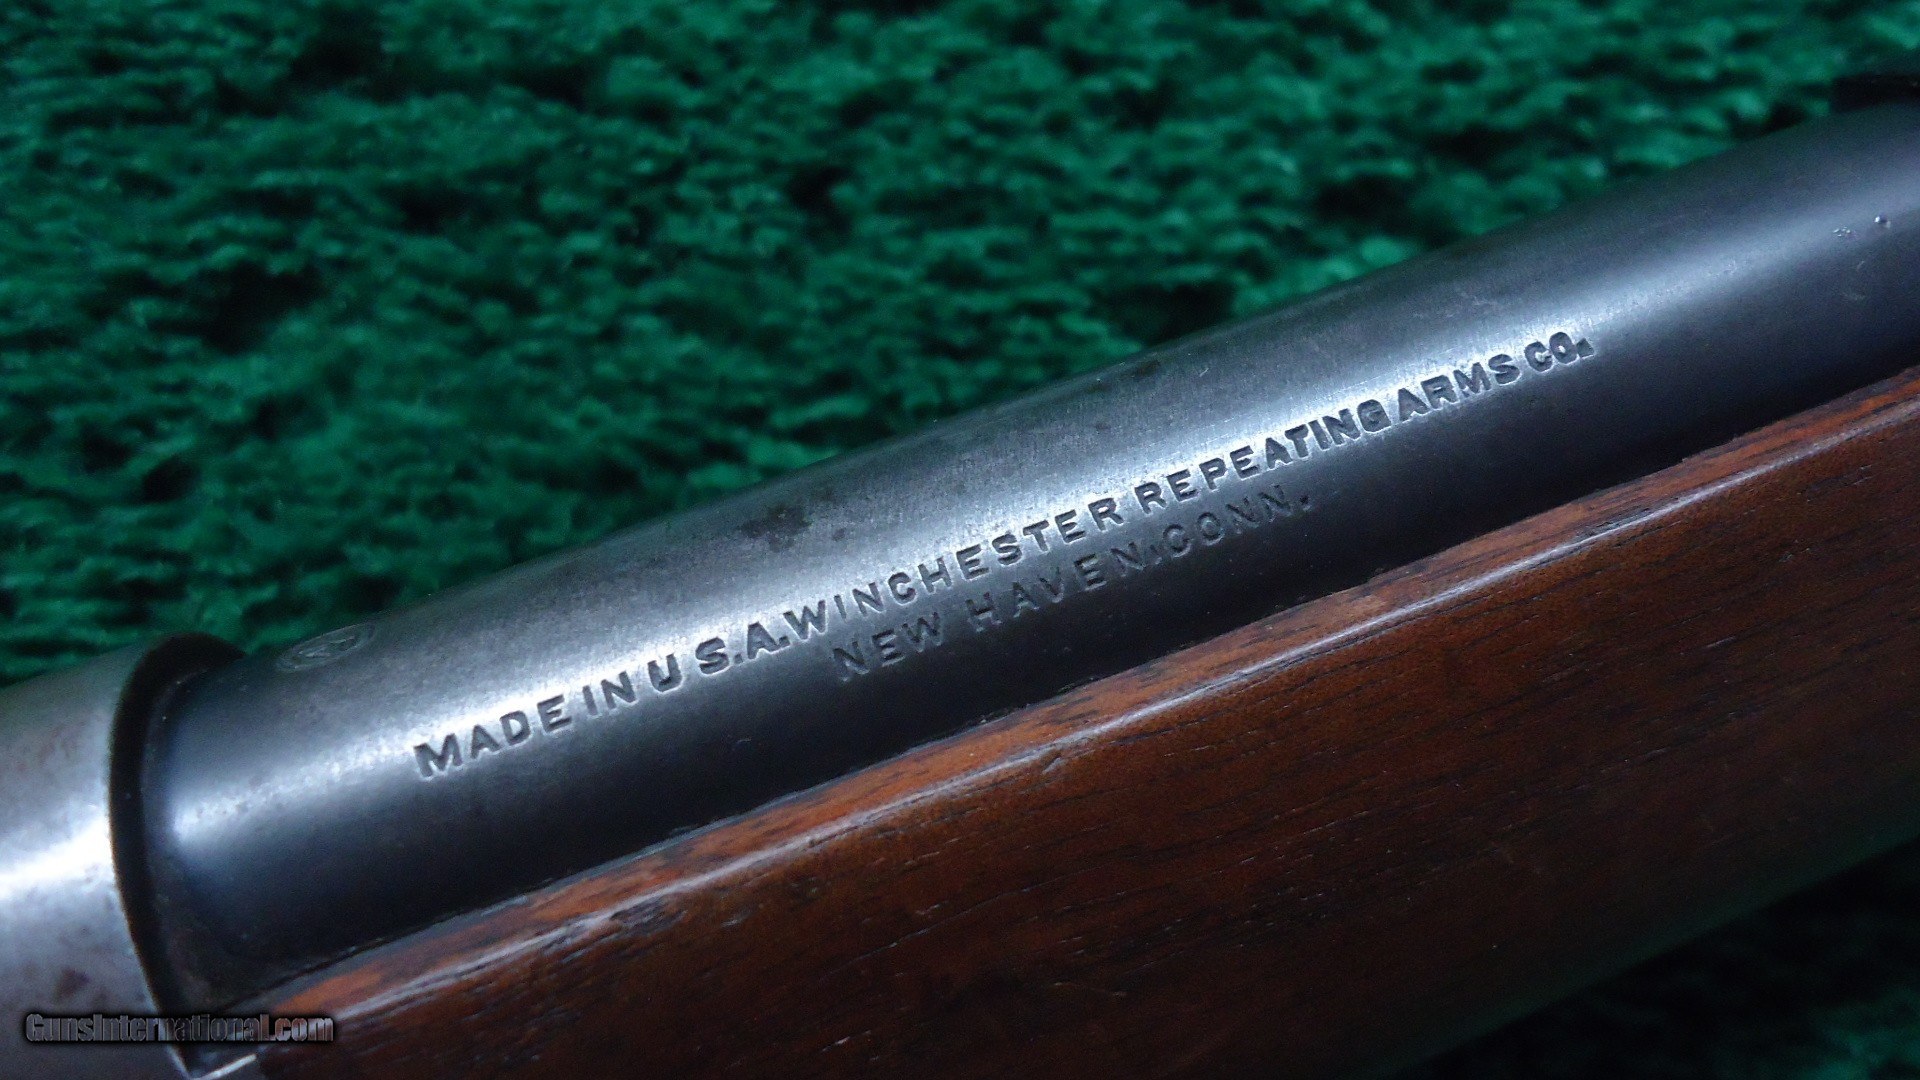 MADE IN U.S.A. WINCHESTER REPEATING ARMS CO.
NEW HAVEN, CONN.
GunsInternational.com